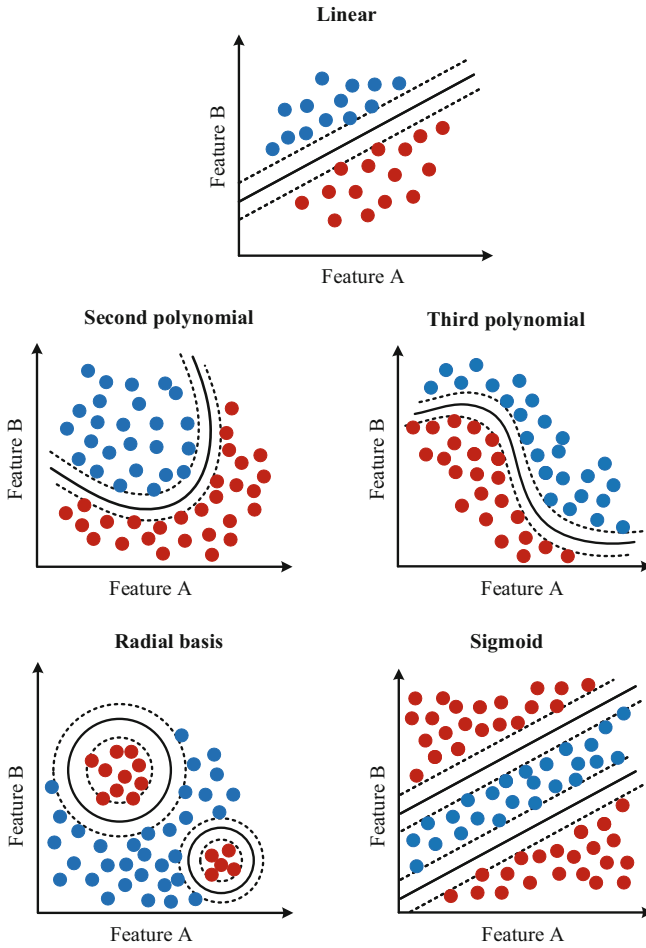 Linear
Feature B
Feature A
Second polynomial
Third polynomial
Feature B
Feature B
Feature A
Feature A
Radial basis
Sigmoid
Feature B
Feature B
Feature A
Feature A